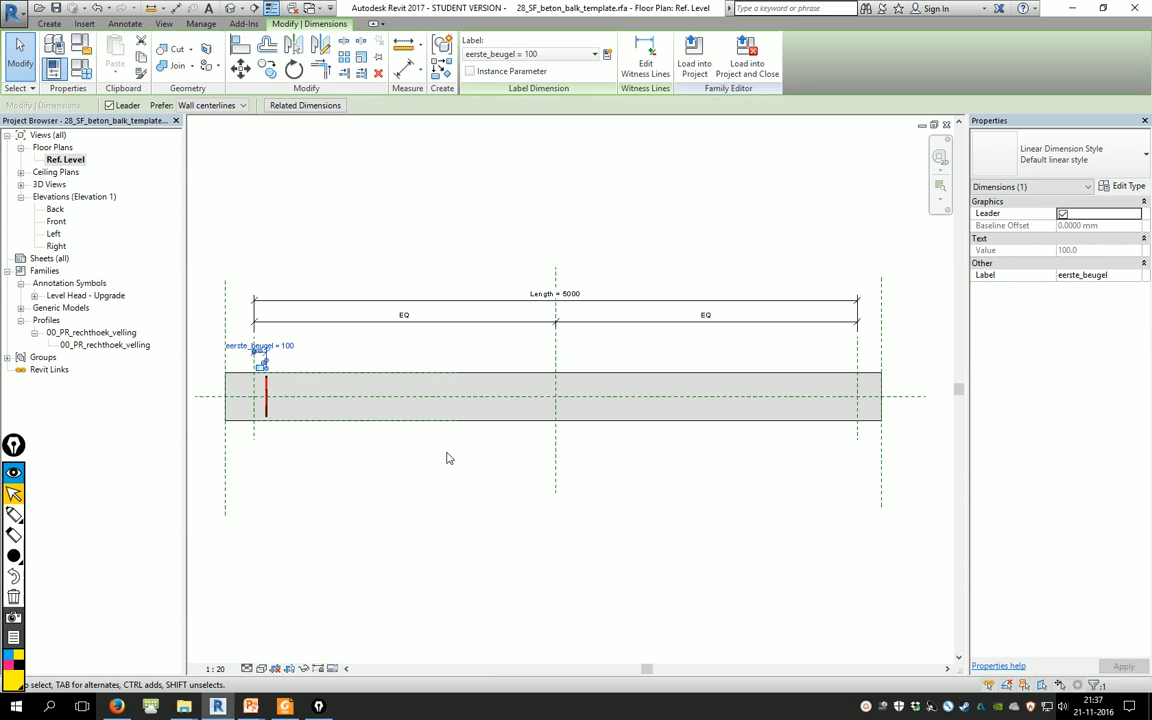 Autodesk Revit 2017 - STUDENT VERSION - 28_SF_beton_balk_template.rfa - Floor Plan: Ref. Level
Type a keyword or phrase
Sign In
Home
Insert
Annotate
View
Manage
Add-Ins
Modify | Dimensions
Modify
Paste
Cut
Join
Label:
eerste_beugel = 100
Instance Parameter
Edit
Witness Lines
Load into
Project
Load into
Project and Close
Select
Properties
Clipboard
Geometry
Modify
Measure
Create
Label Dimension
Witness Lines
Family Editor
Modify | Dimensions
Leader
Prefer:
Wall centerlines
Related Dimensions
Project Browser - 28_SF_beton_balk_template...
Views (all)
Floor Plans
Ref. Level
Ceiling Plans
3D Views
Elevations (Elevation 1)
Back
Front
Left
Right
Sheets (all)
Families
Annotation Symbols
Level Head - Upgrade
Generic Models
Profiles
00_PR_rechthoek_velling
00_PR_rechthoek_velling
Groups
Revit Links
Length = 5000
EQ
EQ
eerste_beugel = 100
Properties
Linear Dimension Style
Default linear style
Dimensions (1)
Edit Type
Graphics
Leader
Baseline Offset
0.0000 mm
Text
Value
100.0
Other
Label
eerste_beugel
Properties help
Apply
1 : 20
o select, TAB for alternates, CTRL adds, SHIFT unselects.
:1
21:37
21-11-2016